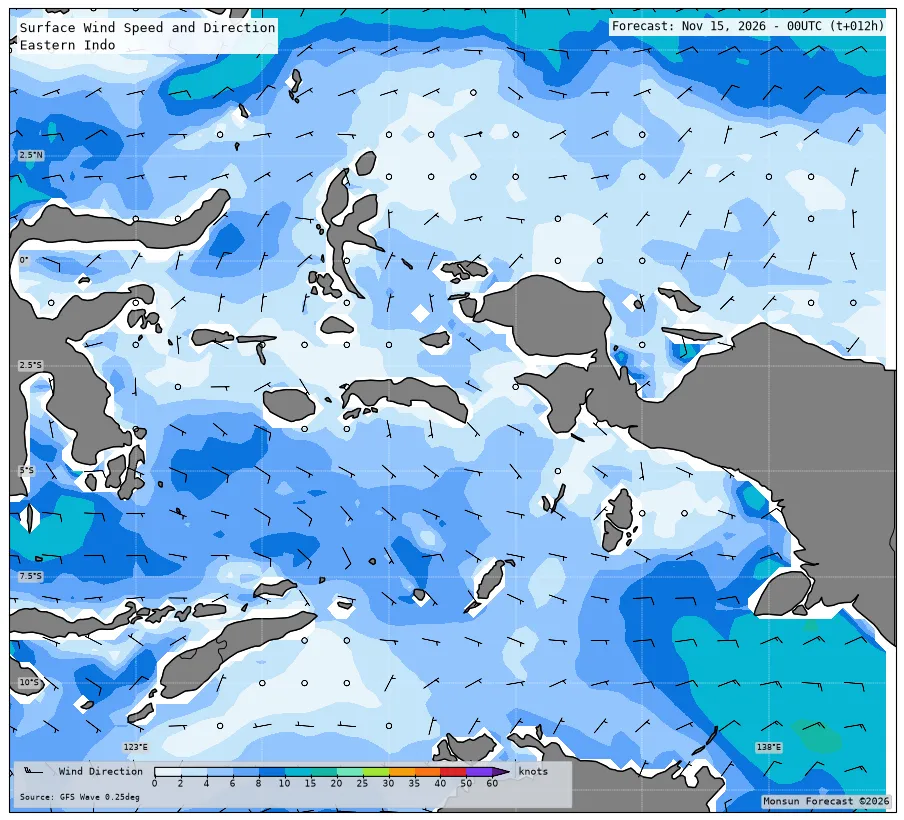 Surface Wind Speed and Direction
Eastern Indo
Forecast: Nov 15, 2026 - 00UTC (t+012h)
2.5°N
0°
2.5°S
5°S
7.5°S
10°S
123°E
138°E
Wind Direction
0 2 4 6 8 10 15 20 25 30 35 40 50 60
knots
Source: GFS Wave 0.25deg
Monsun Forecast ©2026